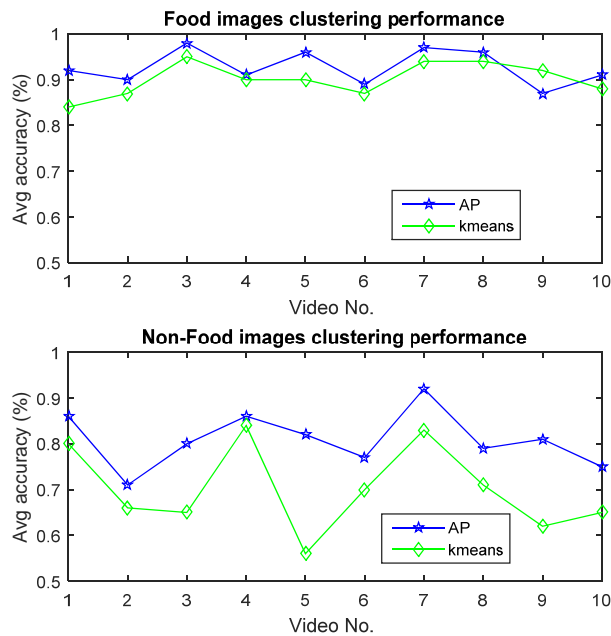 Food images clustering performance
1
0.9
0.8
0.7
0.6
0.5
Avg accuracy (%)
AP
kmeans
1 2 3 4 5 6 7 8 9 10
Video No.
Non-Food images clustering performance
1
0.9
0.8
0.7
0.6
0.5
Avg accuracy (%)
AP
kmeans
1 2 3 4 5 6 7 8 9 10
Video No.